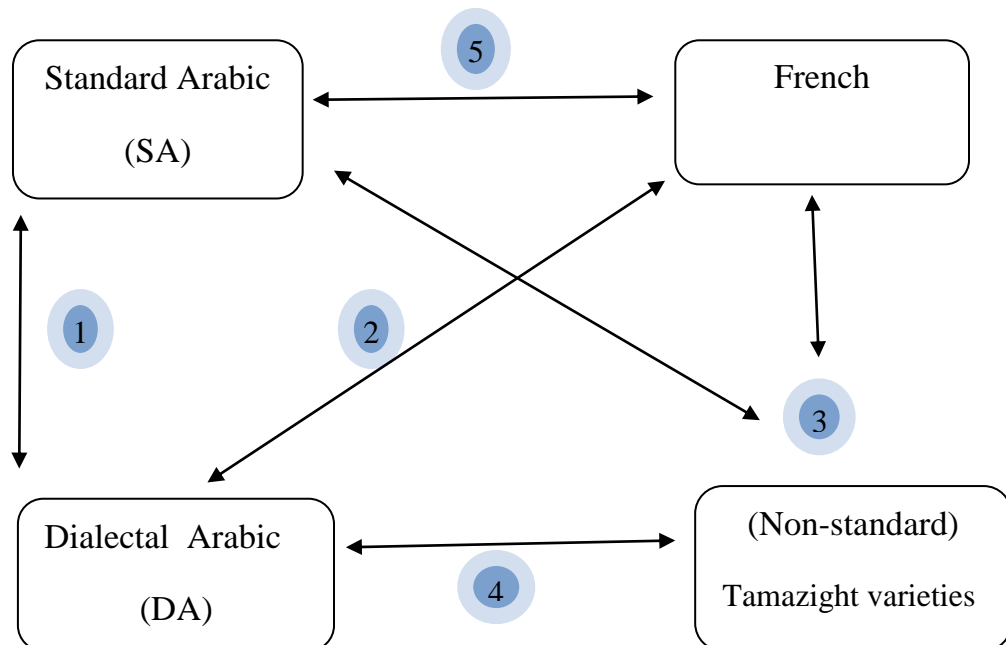 5
Standard Arabic
(SA)
French
1
2
3
Dialectal Arabic
(DA)
4
(Non-standard)
Tamazight varieties